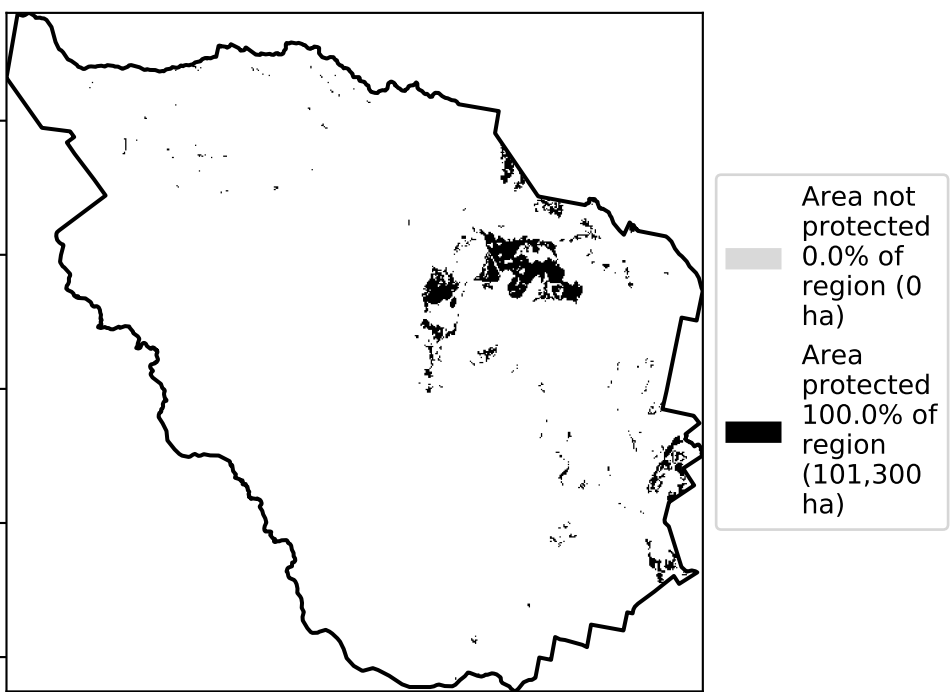 Area not
protected
0.0% of
region (0
ha)
Area
protected
100.0% of
region
(101,300
ha)